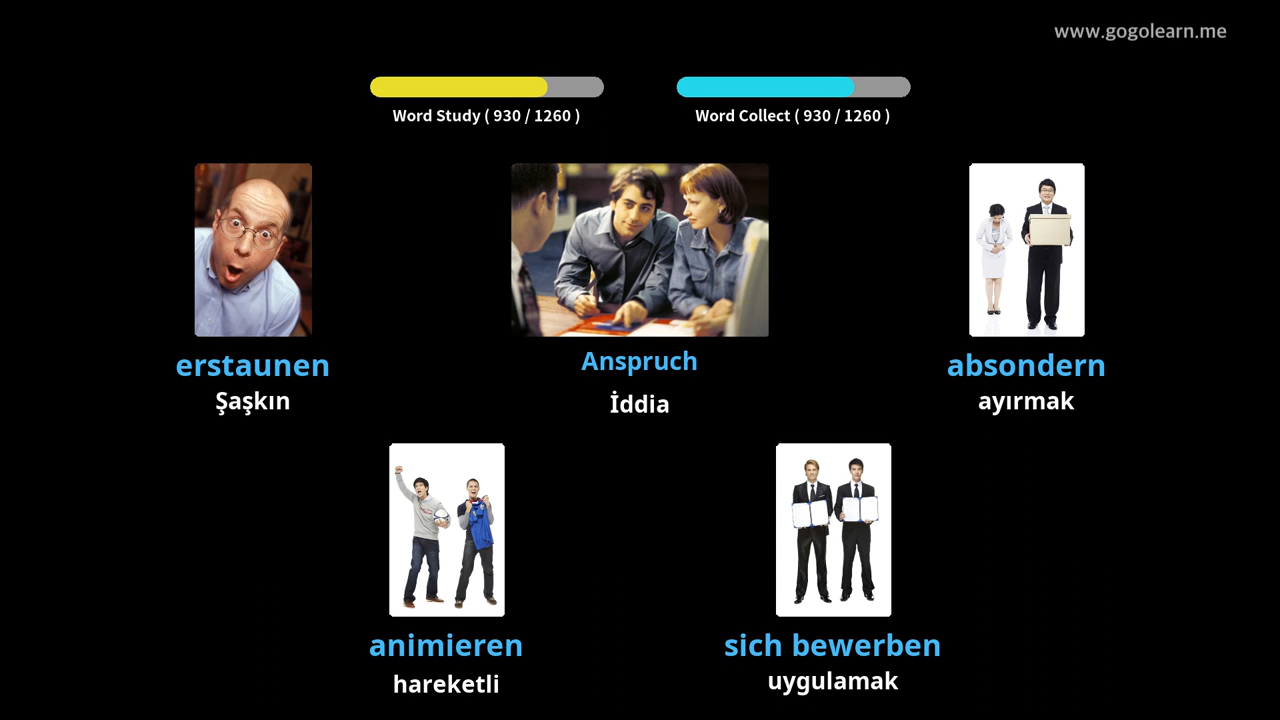 www.gogolearn.me
Word Study ( 930 / 1260 )
Word Collect ( 930 / 1260 )
erstaunen
Şaşkın
Anspruch
İddia
absondern
ayırmak
animieren
hareketli
sich bewerben
uygulamak